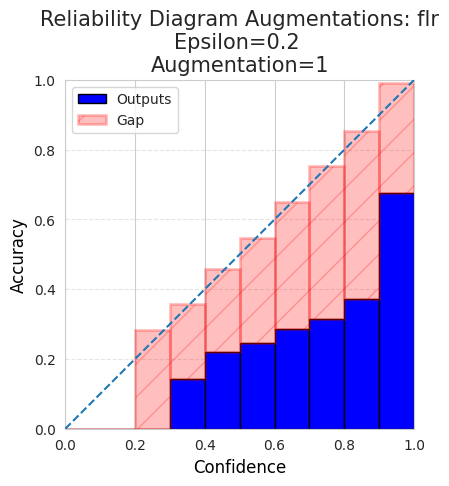 Reliability Diagram Augmentations: flr
Epsilon=0.2
Augmentation=1
Outputs
Gap
Accuracy
1.0
0.8
0.6
0.4
0.2
0.0
0.0 0.2 0.4 0.6 0.8 1.0
Confidence